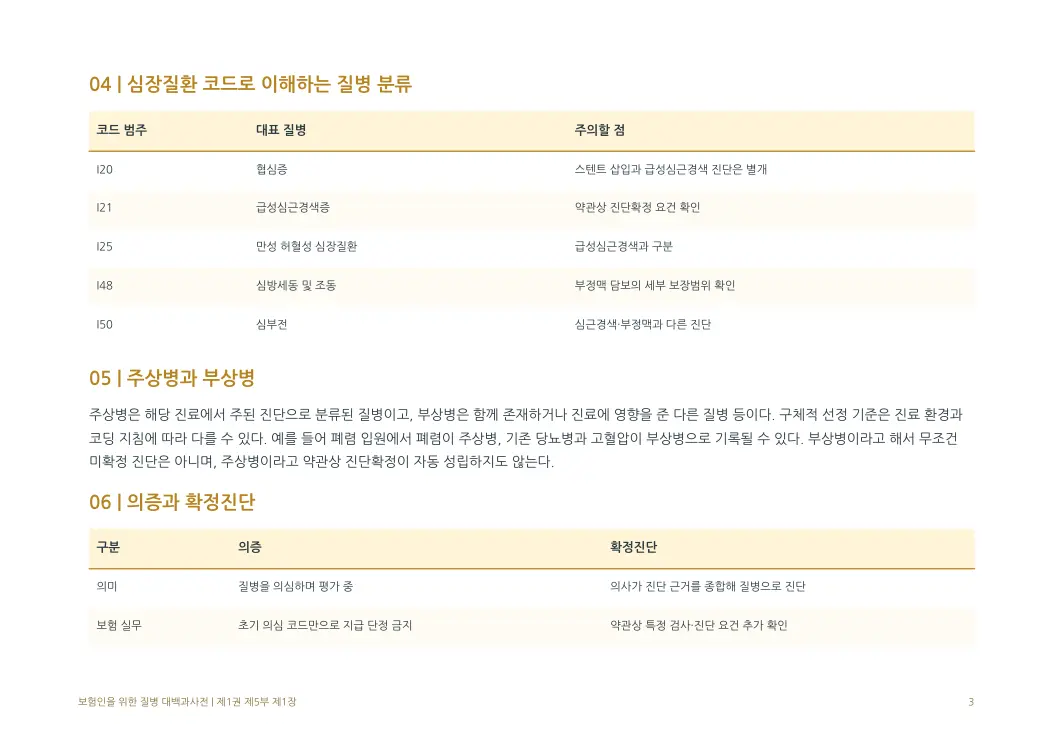 04 | 심장질환 코드로 이해하는 질병 분류
코드 범주 대표 질병 주의할 점
I20 협심증 스텐트 삽입과 급성심근경색 진단은 별개
I21 급성심근경색증 약관상 진단확정 요건 확인
I25 만성 허혈성 심장질환 급성심근경색과 구분
I48 심방세동 및 조동 부정맥 담보의 세부 보장범위 확인
I50 심부전 심근경색·부정맥과 다른 진단
05 | 주상병과 부상병
주상병은 해당 진료에서 주된 진단으로 분류된 질병이고, 부상병은 함께 존재하거나 진료에 영향을 준 다른 질병 등이다. 구체적 선정 기준은 진료 환경과
코딩 지침에 따라 다를 수 있다. 예를 들어 폐렴 입원에서 폐렴이 주상병, 기존 당뇨병과 고혈압이 부상병으로 기록될 수 있다. 부상병이라고 해서 무조건
미확정 진단은 아니며, 주상병이라고 약관상 진단확정이 자동 성립하지도 않는다.
06 | 의증과 확정진단
구분 의증 확정진단
의미 질병을 의심하며 평가 중 의사가 진단 근거를 종합해 질병으로 진단
보험 실무 초기 의심 코드만으로 지급 단정 금지 약관상 특정 검사·진단 요건 추가 확인
보험인을 위한 질병 대백과사전 | 제1권 제5부 제1장 3